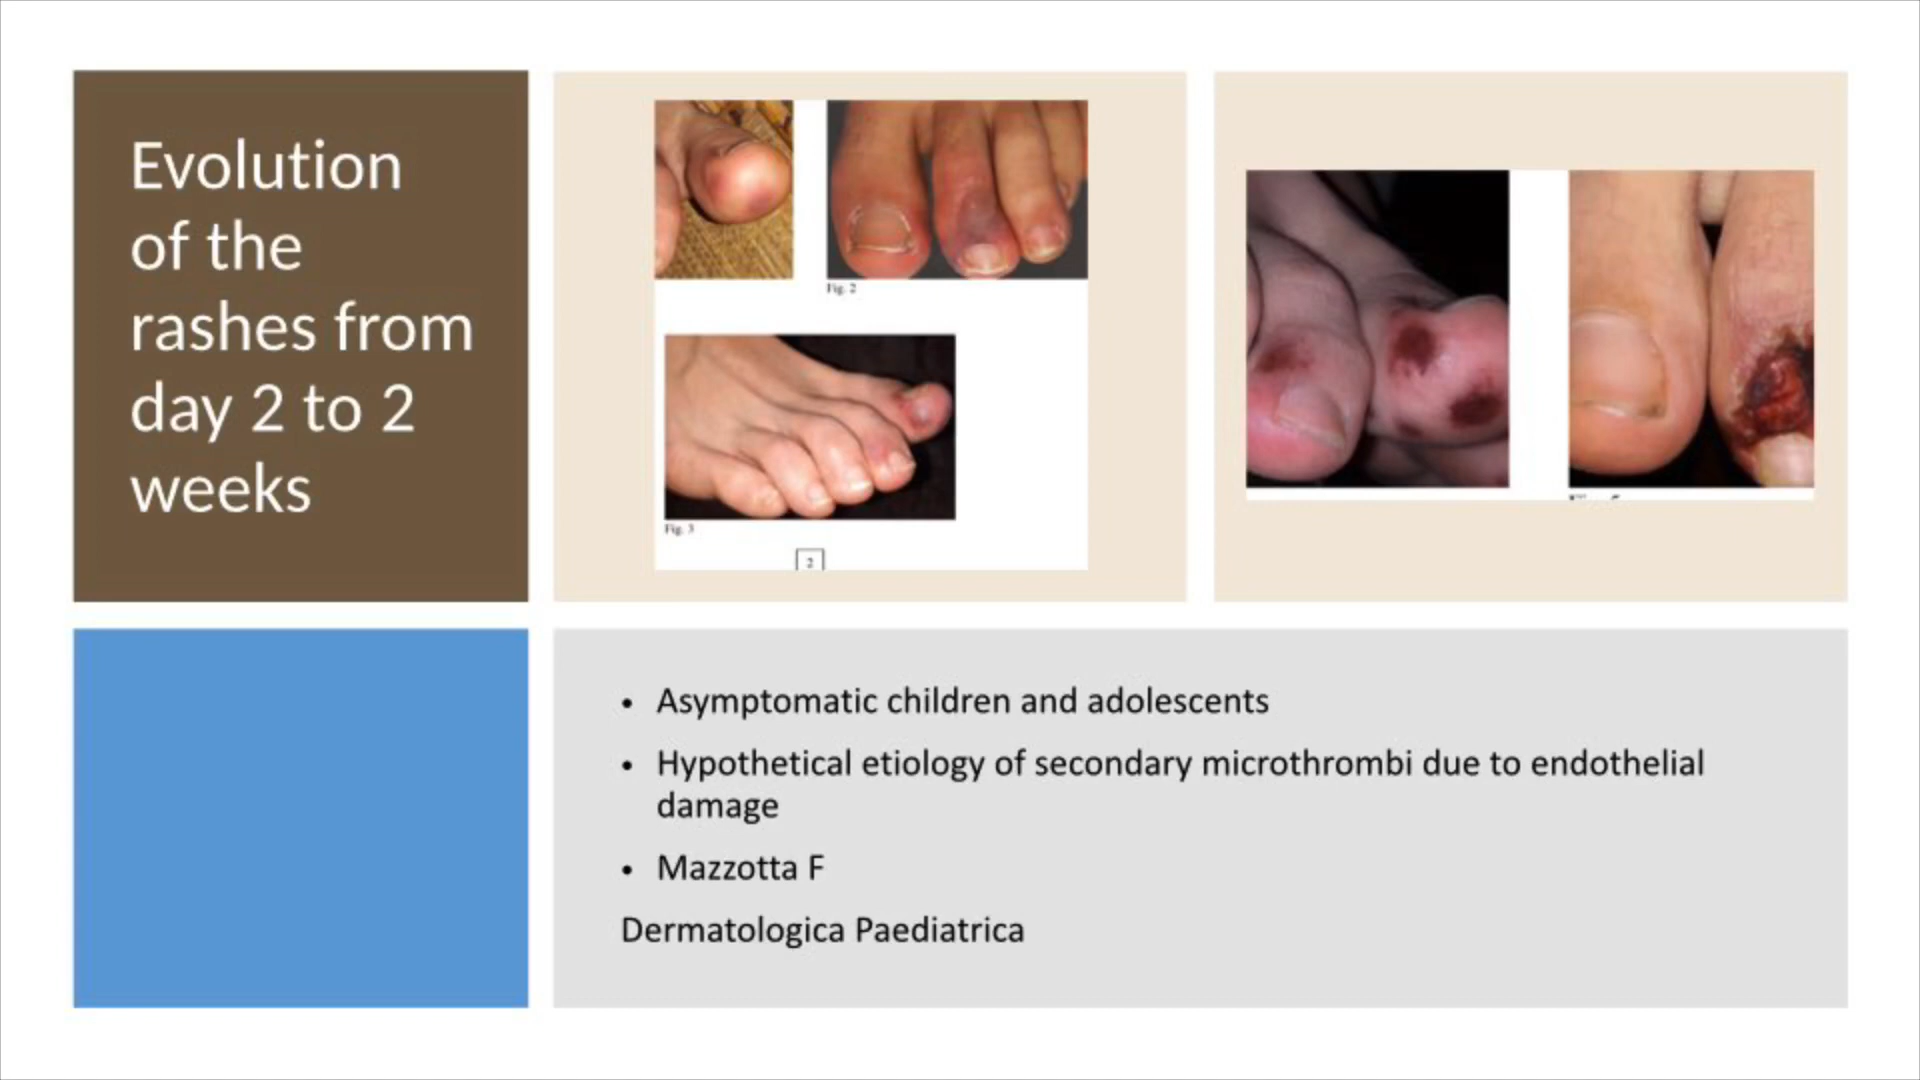 Evolution
of the
rashes from
day 2 to 2
weeks
Fig. 2
Fig. 3
2
• Asymptomatic children and adolescents
• Hypothetical etiology of secondary microthrombi due to endothelial
damage
• Mazzotta F
Dermatologica Paediatrica